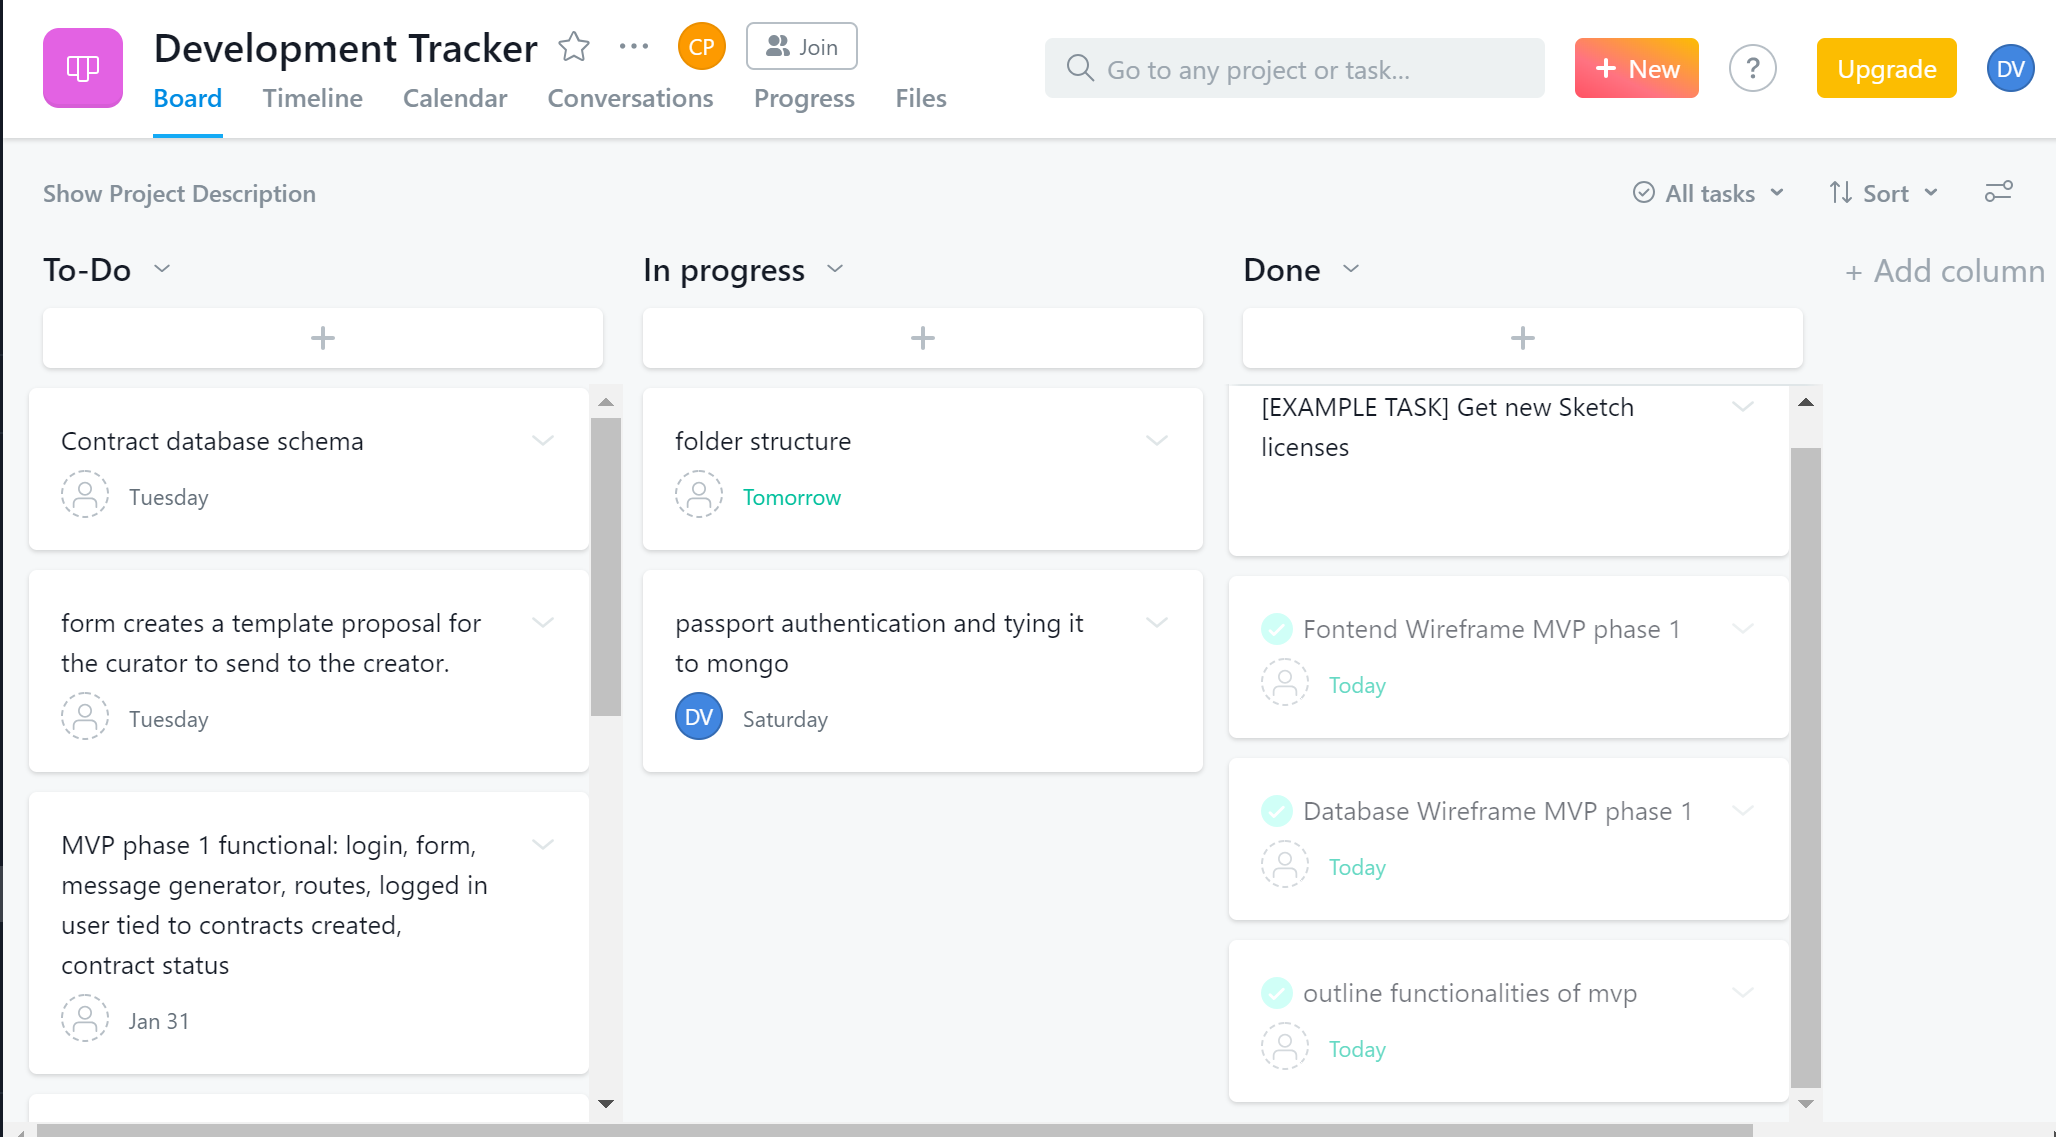 Development Tracker
CP
Join
Board
Timeline
Calendar
Conversations
Progress
Files
Go to any project or task...
+ New
?
Upgrade
DV
Show Project Description
All tasks
Sort
To-Do
In progress
Done
+ Add column
+
+
+
Contract database schema
Tuesday
form creates a template proposal for
the curator to send to the creator.
Tuesday
MVP phase 1 functional: login, form,
message generator, routes, logged in
user tied to contracts created,
contract status
Jan 31
folder structure
Tomorrow
passport authentication and tying it
to mongo
DV
Saturday
[EXAMPLE TASK] Get new Sketch
licenses
Fontend Wireframe MVP phase 1
Today
Database Wireframe MVP phase 1
Today
outline functionalities of mvp
Today